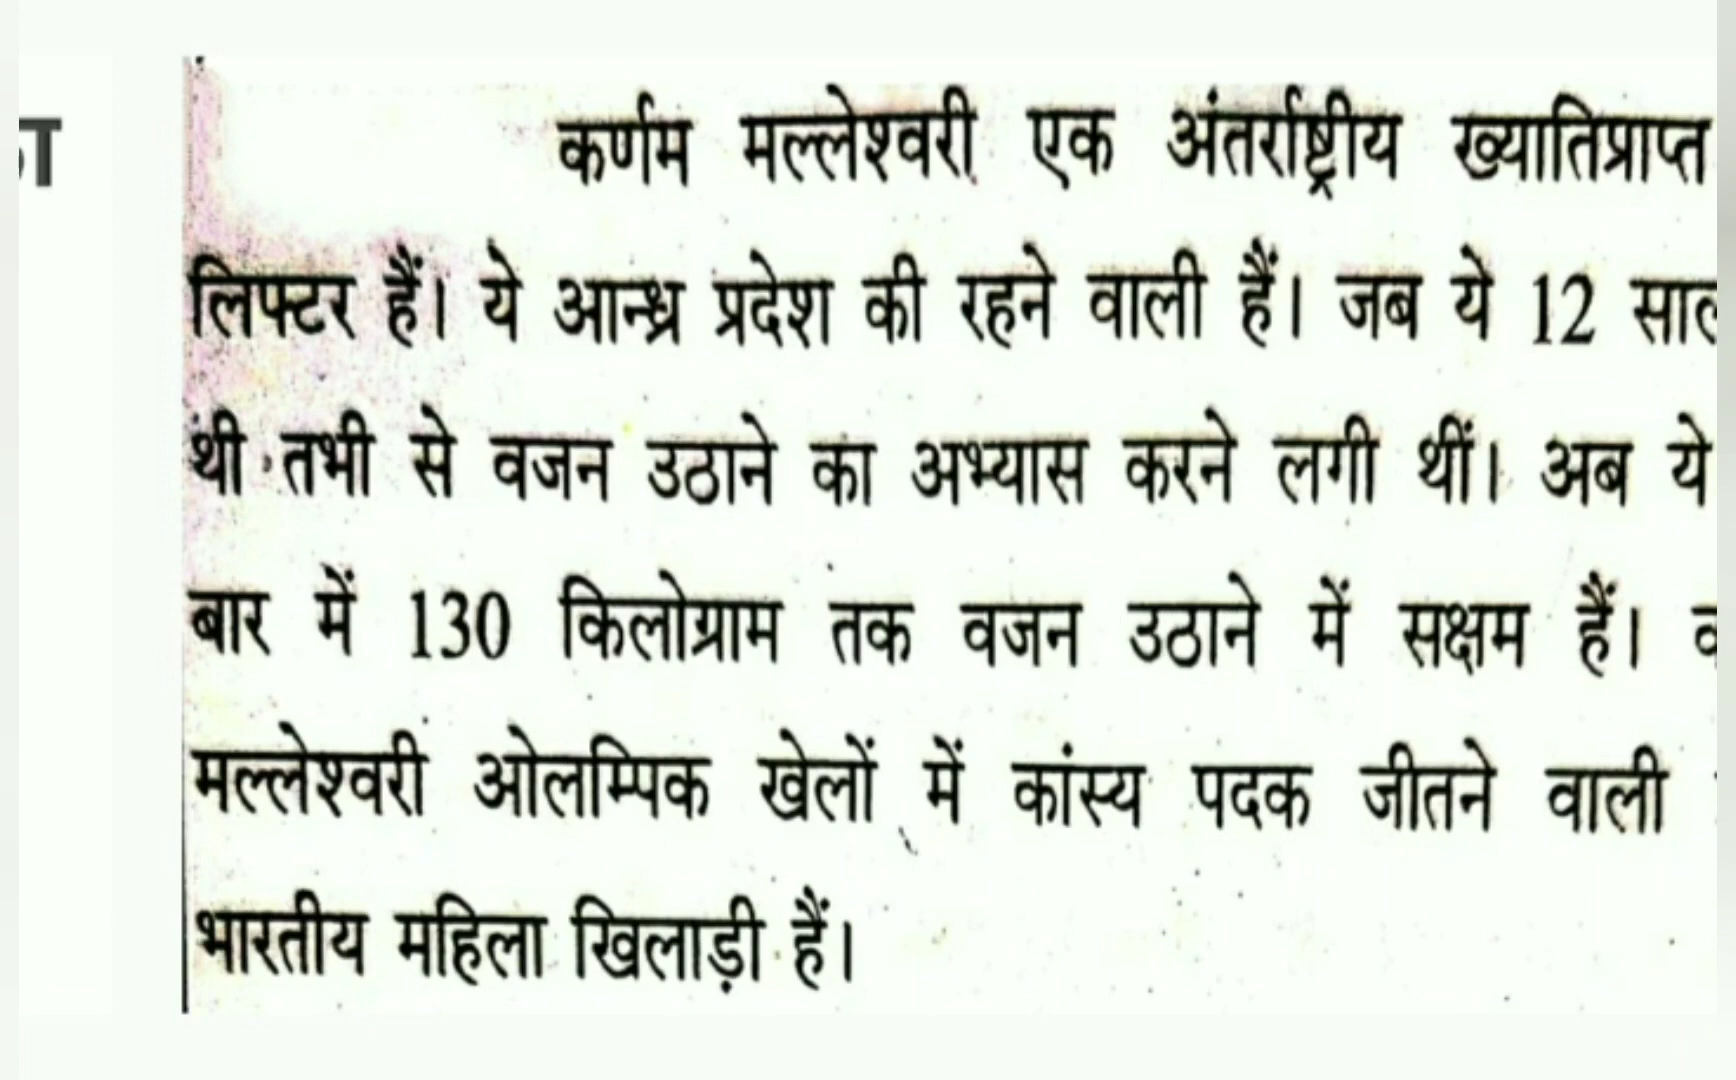 कर्णम मल्लेश्वरी एक अंतर्राष्ट्रीय ख्यातिप्राप्त
लिफ्टर हैं। ये आन्ध्र प्रदेश की रहने वाली हैं। जब ये 12
थी तभी से वजन उठाने का अभ्यास करने लगी थीं। अब ये
बार में 130 किलोग्राम तक वजन उठाने में सक्षम हैं।
मल्लेश्वरी ओलम्पिक खेलों में कांस्य पदक जीतने वाली
भारतीय महिला खिलाड़ी हैं।